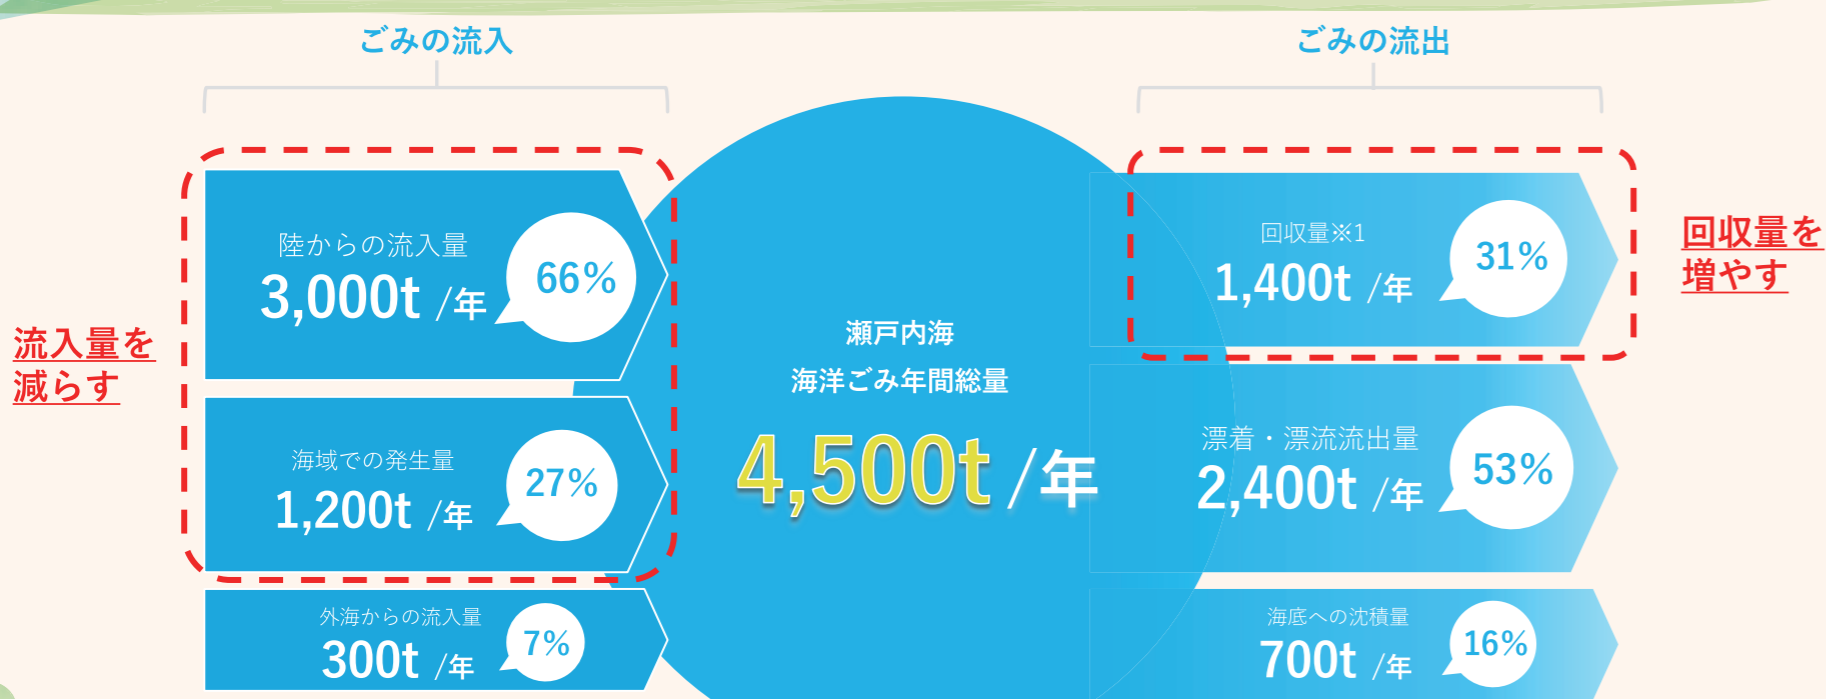 ごみの流入
ごみの流出
陸からの流入量
3,000t /年
66%
海域での発生量
1,200t /年
27%
外海からの流入量
300t /年
7%
流入量を
減らす
瀬戸内海
海洋ごみ年間総量
4,500t /年
回収量※1
1,400t /年
31%
漂着・漂流流出量
2,400t /年
53%
海底への沈積量
700t /年
16%
回収量を
増やす